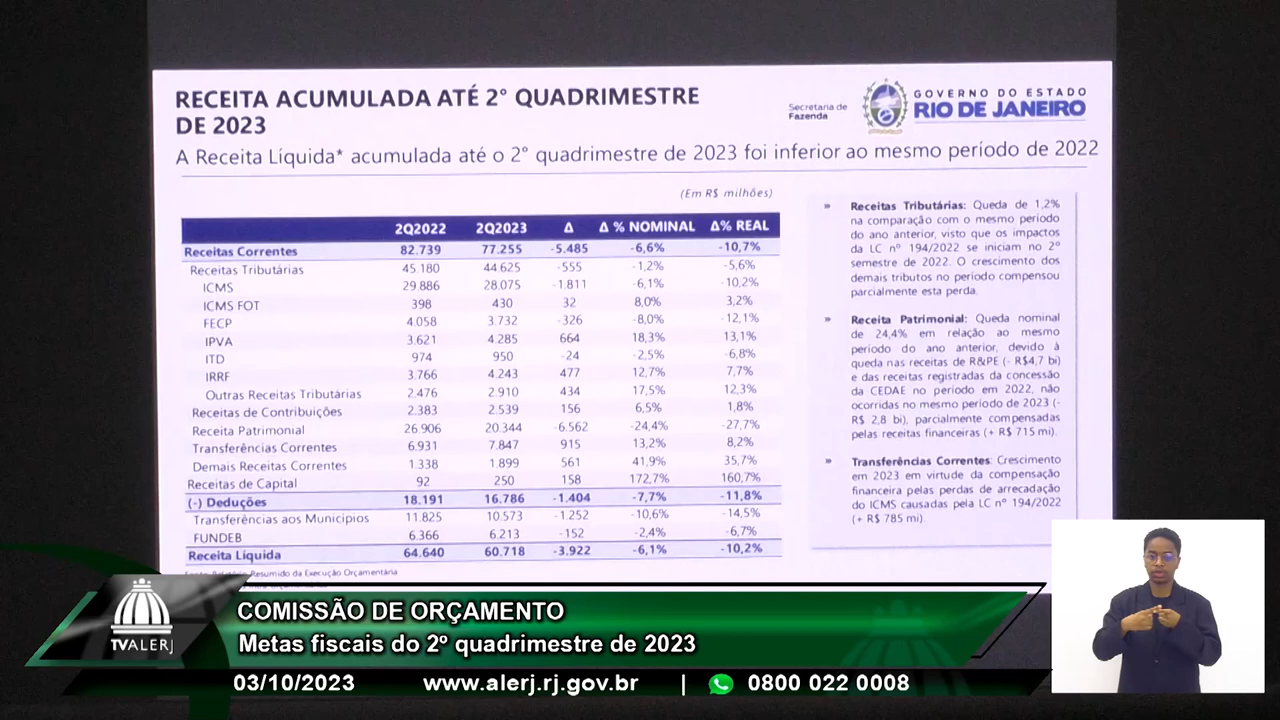 RECEITA ACUMULADA ATÉ 2° QUADRIMESTRE
DE 2023
Secretaria de
Fazenda
GOVERNO DO ESTADO
RIO DE JANEIRO
A Receita Líquida* acumulada até o 2° quadrimestre de 2023 foi inferior ao mesmo período de 2022
(Em R$ milhões)
2Q2022 2Q2023 Δ Δ % NOMINAL Δ% REAL
Receitas Correntes 82.739 77.255 -5.485 -6,6% -10,7%
Receitas Tributárias 45.180 44.625 -555 -1,2% -5,6%
ICMS 29.886 28.075 -1.811 -6,1% -10,2%
ICMS FOT 398 430 32 8,0% 3,2%
FECP 4.058 3.732 -326 -8,0% -12,1%
IPVA 3.621 4.285 664 18,3% 13,1%
ITD 974 950 -24 -2,5% -6,8%
IRRF 3.766 4.243 477 12,7% 7,7%
Outras Receitas Tributárias 2.476 2.910 434 17,5% 12,3%
Receitas de Contribuições 2.383 2.539 156 6,5% 1,8%
Receita Patrimonial 26.906 20.344 -6.562 -24,4% -27,7%
Transferências Correntes 6.931 7.847 915 13,2% 8,2%
Demais Receitas Correntes 1.338 1.899 561 41,9% 35,7%
Receitas de Capital 92 250 158 172,7% 160,7%
(-) Deduções 18.191 16.786 -1.404 -7,7% -11,8%
Transferências aos Municípios 11.825 10.573 -1.252 -10,6% -14,5%
FUNDEB 6.366 6.213 -152 -2,4% -6,7%
Receita Líquida 64.640 60.718 -3.922 -6,1% -10,2%
Relatório Resumido da Execução Orçamentária
» Receitas Tributárias: Queda de 1,2%
na comparação com o mesmo período
do ano anterior, visto que os impactos
da LC nº 194/2022 se iniciam no 2º
semestre de 2022. O crescimento dos
demais tributos no período compensou
parcialmente esta perda.
» Receita Patrimonial: Queda nominal
de 24,4% em relação ao mesmo
período do ano anterior, devido à
queda nas receitas de R&PE (- R$4,7 bi)
e das receitas registradas da concessão
da CEDAE no período em 2022, não
ocorridas no mesmo período de 2023 (-
R$ 2,8 bi), parcialmente compensadas
pelas receitas financeiras (+ R$ 715 mi).
» Transferências Correntes: Crescimento
em 2023 em virtude da compensação
financeira pelas perdas de arrecadação
do ICMS causadas pela LC nº 194/2022
(+ R$ 785 mi).
TVALERJ
COMISSÃO DE ORÇAMENTO
Metas fiscais do 2º quadrimestre de 2023
03/10/2023 www.alerj.rj.gov.br | 0800 022 0008